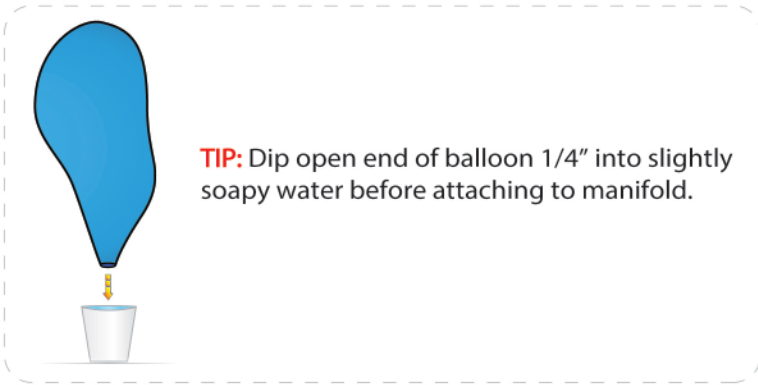 TIP: Dip open end of balloon 1/4” into slightly
soapy water before attaching to manifold.